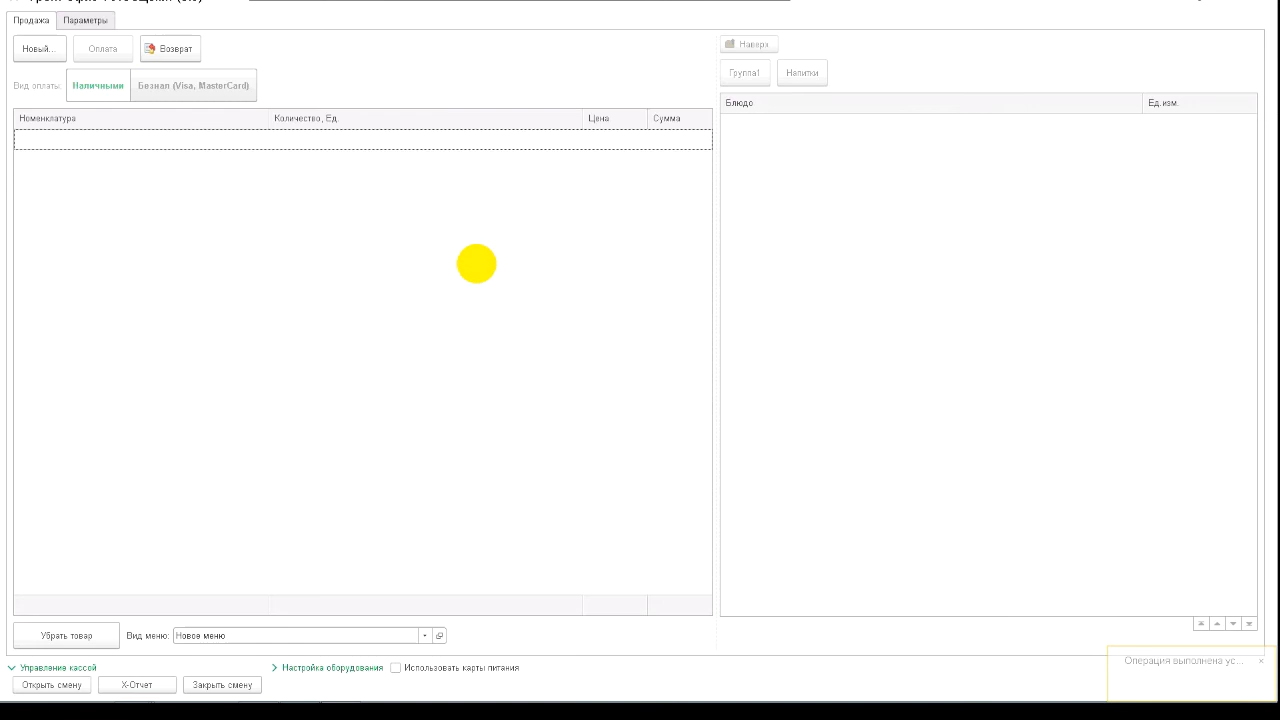 Продажа Параметры
Новый... Оплата Возврат Наверх
Группа1 Напитки
Вид оплаты: Наличными Безнал (Visa, MasterCard)
Блюдо Ед.изм.
Номенклатура Количество, Ед. Цена Сумма
Убрать товар Вид меню: Новое меню
Операция выполнена ус...
Управление кассой Настройка оборудования Использовать карты питания
Открыть смену X-Отчет Закрыть смену